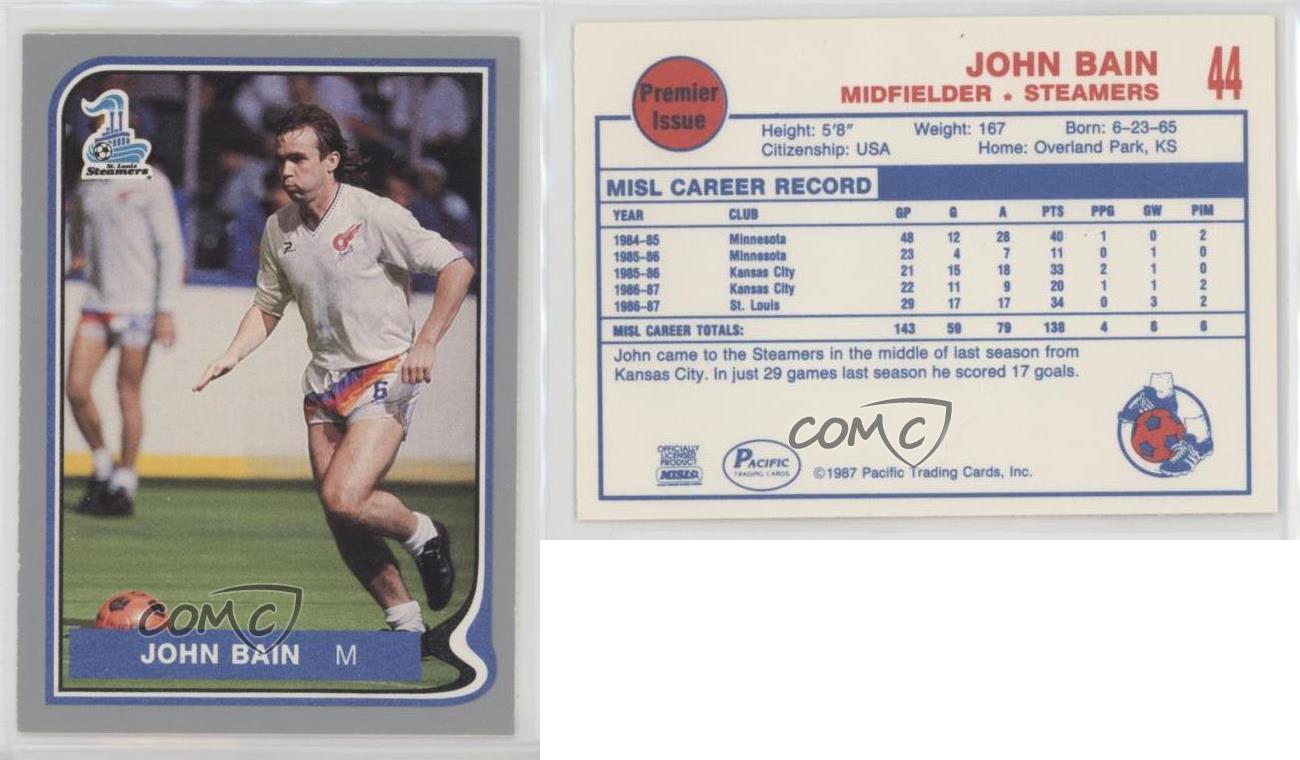 St. Louis
Steamers
6
COMC
JOHN BAIN M
Premier
Issue
JOHN BAIN
MIDFIELDER ★ STEAMERS
44
Height: 5'8" Weight: 167 Born: 6-23-65
Citizenship: USA Home: Overland Park, KS
MISL CAREER RECORD
YEAR CLUB GP G A PTS PPG GW PIM
1984-85 Minnesota 48 12 28 40 1 0 2
1985-86 Minnesota 23 4 7 11 0 1 0
1985-86 Kansas City 21 15 18 33 2 1 0
1986-87 Kansas City 22 11 9 20 1 1 2
1986-87 St. Louis 29 17 17 34 0 3 2
MISL CAREER TOTALS: 143 59 79 138 4 6 6
John came to the Steamers in the middle of last season from
Kansas City. In just 29 games last season he scored 17 goals.
COMC
OFFICIALLY
LICENSED
PRODUCT
MISL
PACIFIC
TRADING CARDS
©1987 Pacific Trading Cards, Inc.